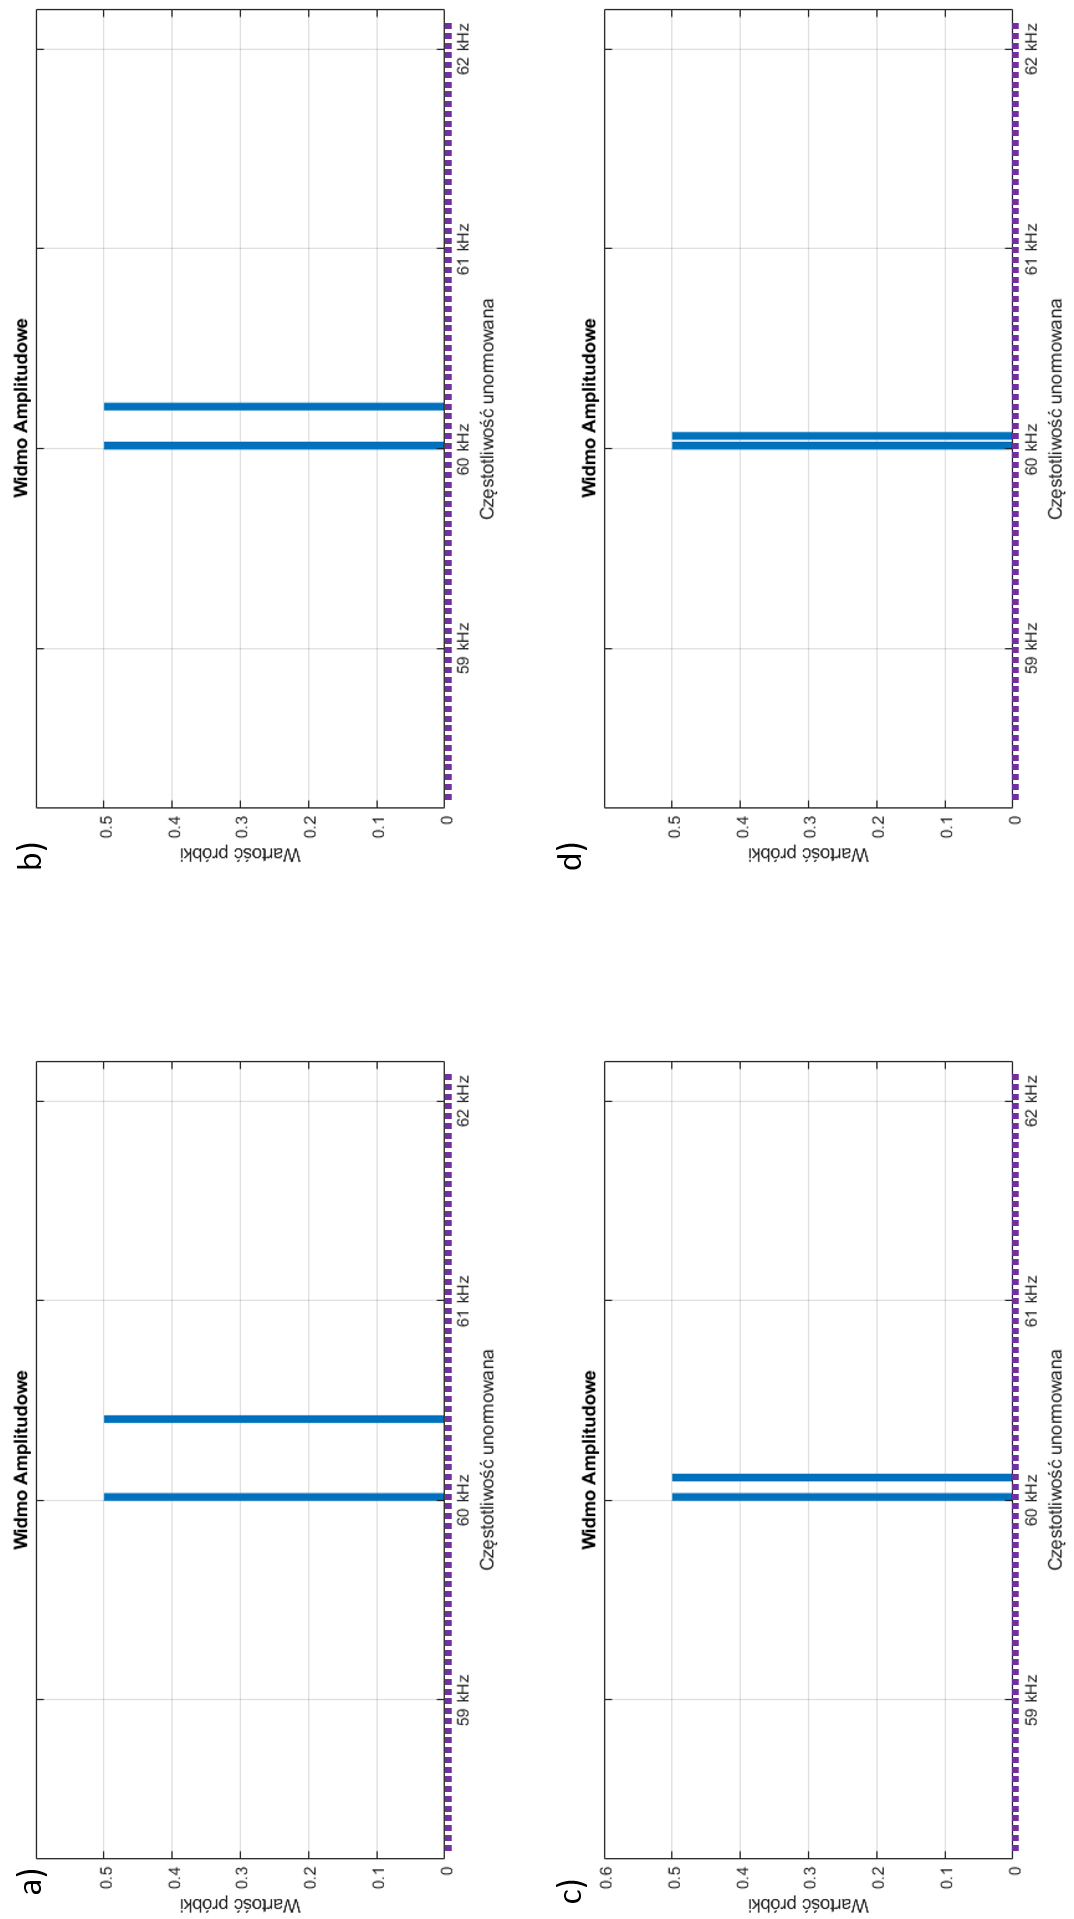 a)
Widmo Amplitudowe
0.5
0.4
0.3
0.2
0.1
0
Wartość próbki
59 kHz
60 kHz
61 kHz
62 kHz
Częstotliwość unormowana
b)
Widmo Amplitudowe
0.5
0.4
0.3
0.2
0.1
0
Wartość próbki
59 kHz
60 kHz
61 kHz
62 kHz
Częstotliwość unormowana
c)
Widmo Amplitudowe
0.6
0.5
0.4
0.3
0.2
0.1
0
Wartość próbki
59 kHz
60 kHz
61 kHz
62 kHz
Częstotliwość unormowana
d)
Widmo Amplitudowe
0.5
0.4
0.3
0.2
0.1
0
Wartość próbki
59 kHz
60 kHz
61 kHz
62 kHz
Częstotliwość unormowana